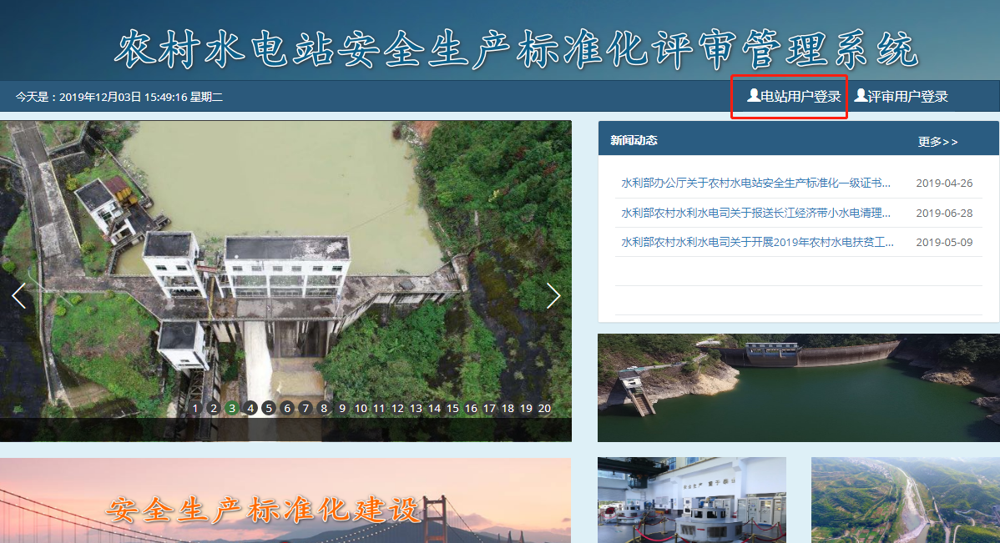 农村水电站安全生产标准化评审管理系统
今天是：2019年12月03日 15:49:16 星期二
电站用户登录 评审用户登录
新闻动态 更多>>
水利部办公厅关于农村水电站安全生产标准化一级证书... 2019-04-26
水利部农村水利水电司关于报送长江经济带小水电清理... 2019-06-28
水利部农村水利水电司关于开展2019年农村水电扶贫工... 2019-05-09
1 2 3 4 5 6 7 8 9 10 11 12 13 14 15 16 17 18 19 20
安全生产标准化建设